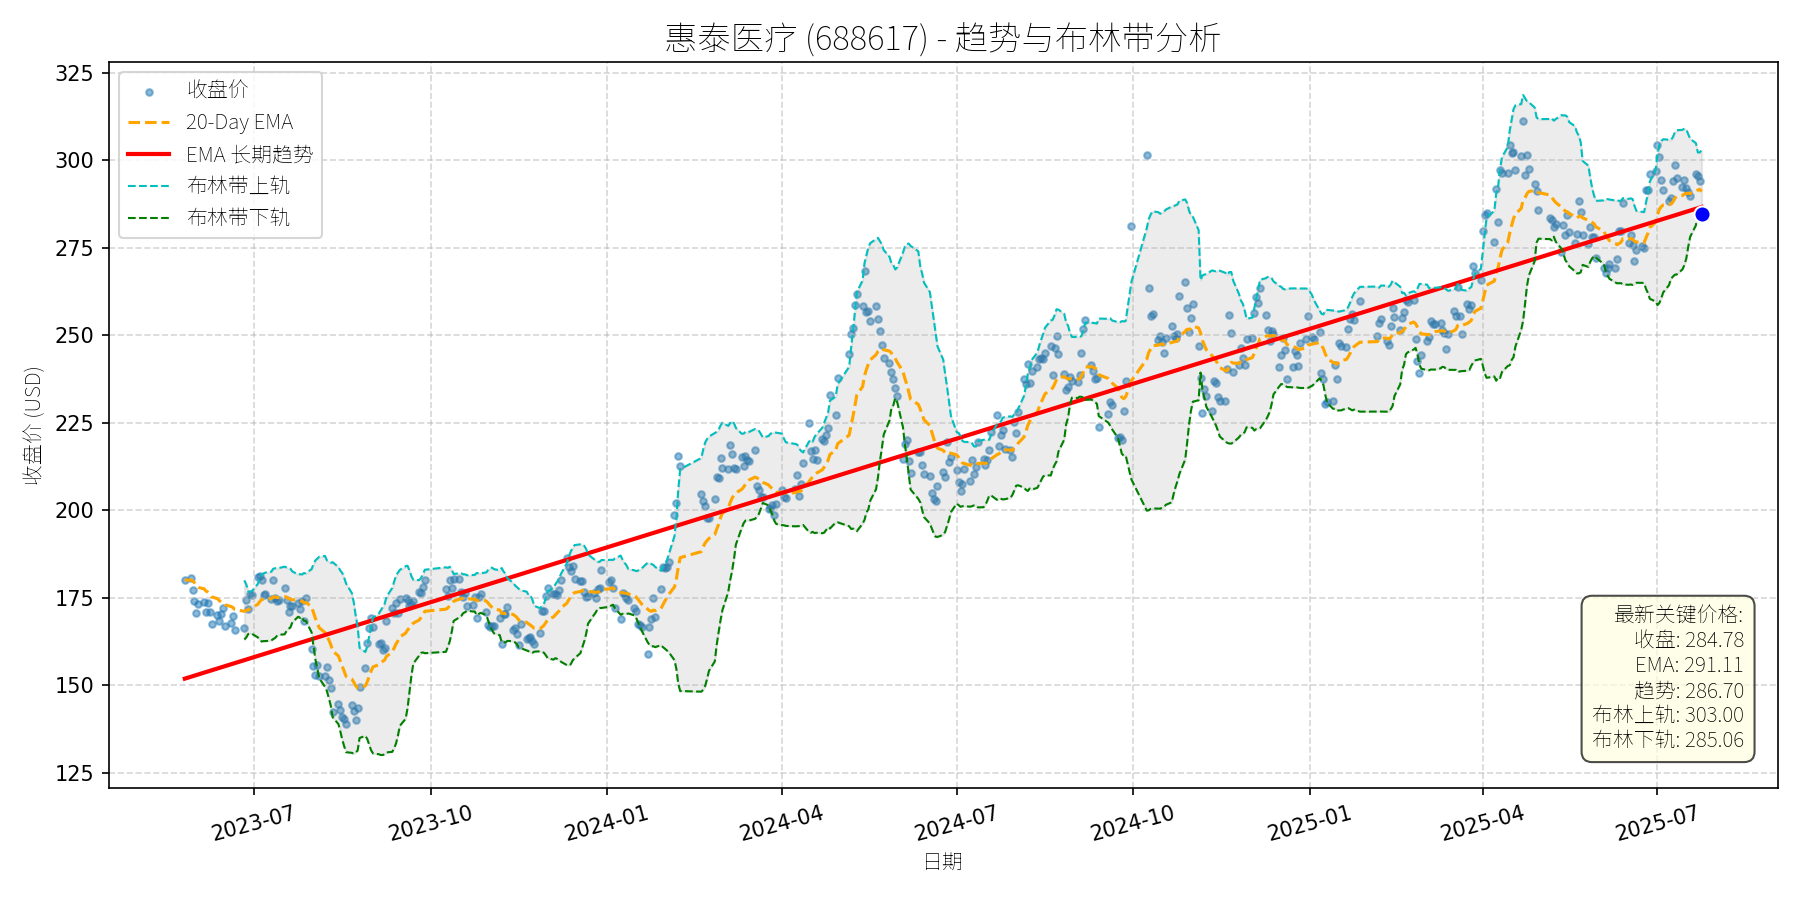 惠泰医疗 (688617) - 趋势与布林带分析
收盘价
20-Day EMA
EMA 长期趋势
布林带上轨
布林带下轨
收盘价 (USD)
325
300
275
250
225
200
175
150
125
最新关键价格:
收盘: 284.78
EMA: 291.11
趋势: 286.70
布林上轨: 303.00
布林下轨: 285.06
2023-07
2023-10
2024-01
2024-04
2024-07
2024-10
2025-01
2025-04
2025-07
日期